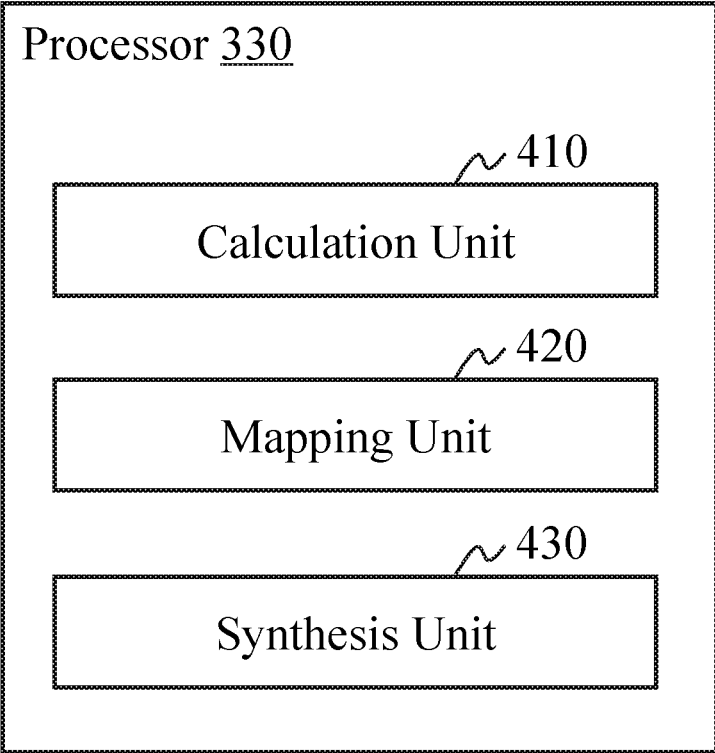 Processor 330
410
Calculation Unit
420
Mapping Unit
430
Synthesis Unit